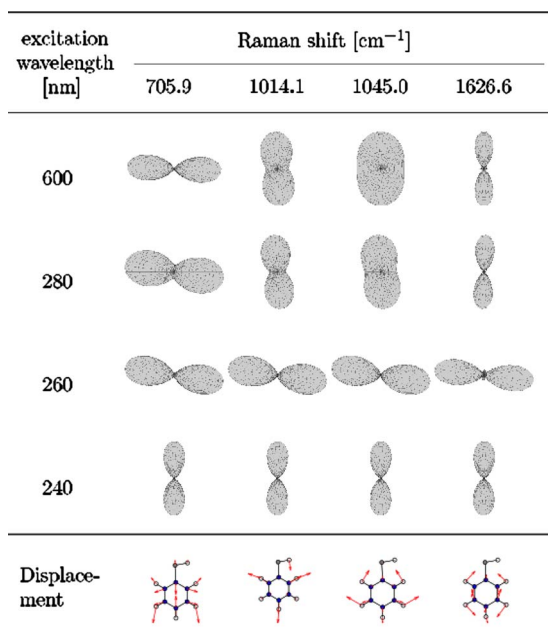 excitation wavelength [nm]
Raman shift [cm⁻¹]
705.9 1014.1 1045.0 1626.6
600
280
260
240
Displace-
ment